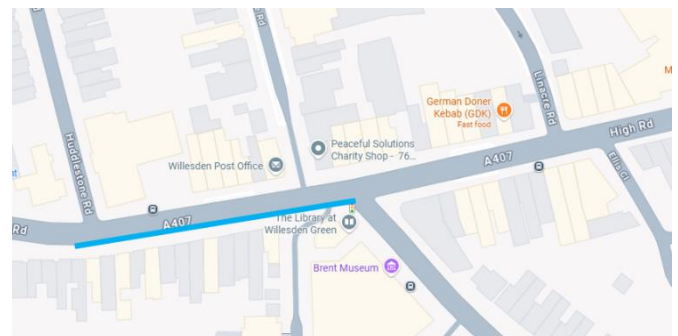 Rd
Huddlestone Rd
Willesden Post Office
Peaceful Solutions
Charity Shop - 76...
German Doner
Kebab (GDK)
Fast food
Linacre Rd
High Rd
A407
Ellis Cl
A407
Rd
The Library at
Willesden Green
Brent Museum
M